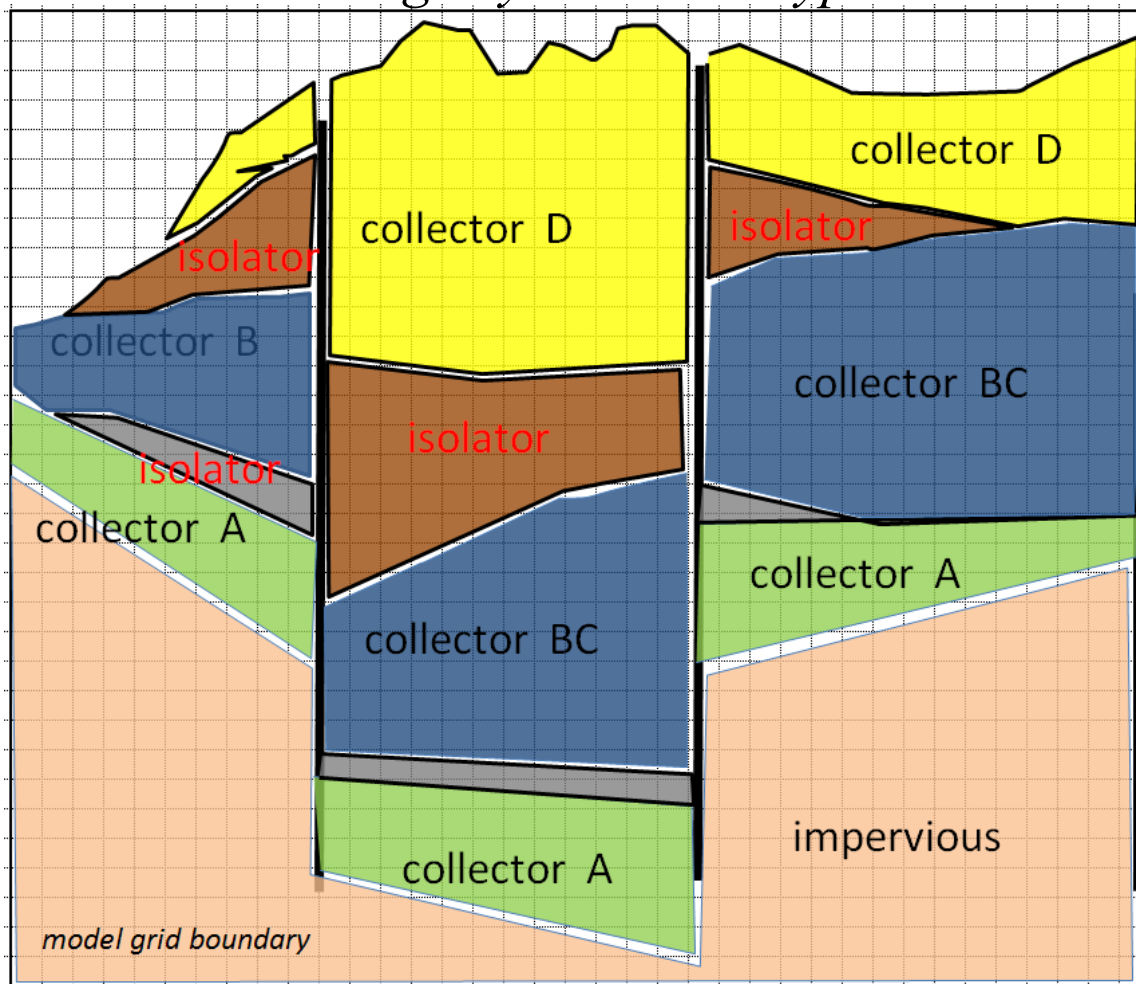 collector D
collector D
isolator
isolator
collector B
collector BC
isolator
isolator
collector A
collector A
collector BC
impervious
collector A
model grid boundary